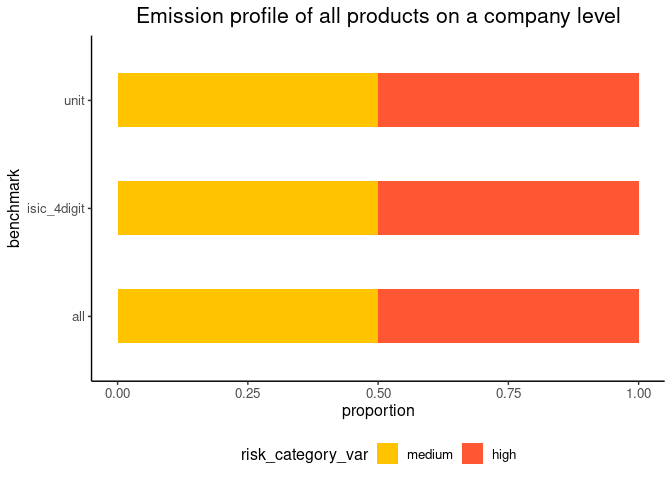 Emission profile of all products on a company level
benchmark
unit
isic_4digit
all
0.00 0.25 0.50 0.75 1.00
proportion
risk_category_var medium high